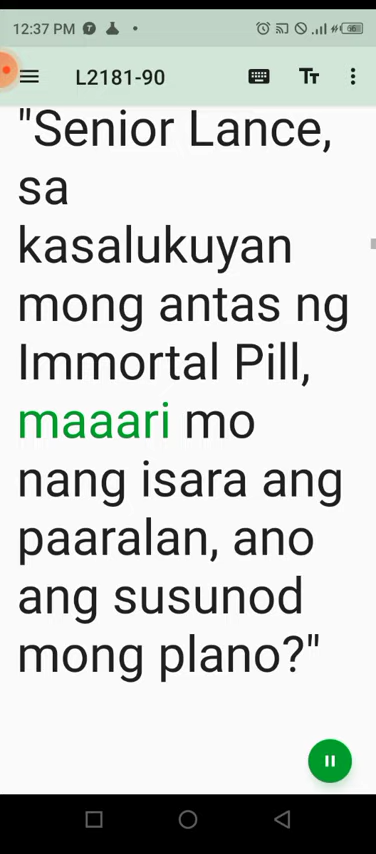 12:37 PM
66
L2181-90
"Senior Lance,
sa
kasalukuyan
mong antas ng
Immortal Pill,
maaari mo
nang isara ang
paaralan, ano
ang susunod
mong plano?"